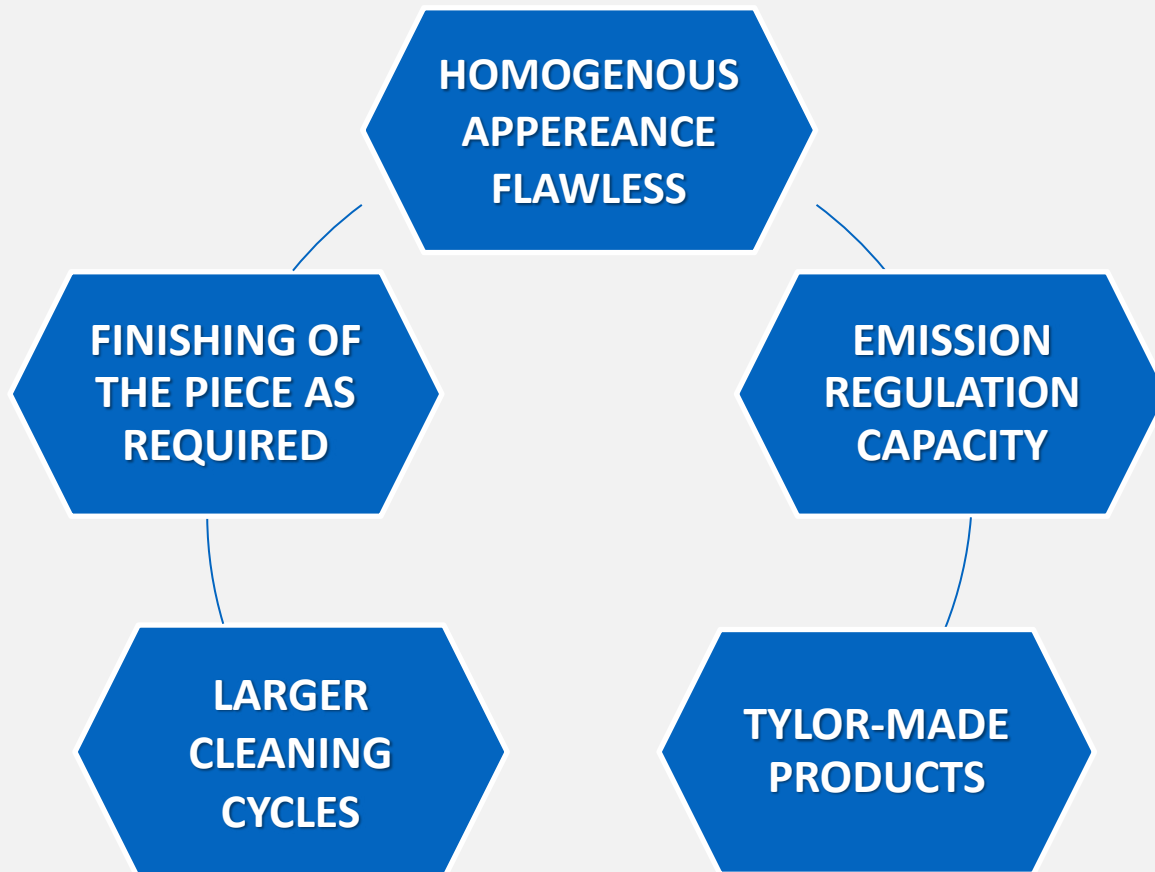 HOMOGENOUS
APPEREANCE
FLAWLESS
FINISHING OF
THE PIECE AS
REQUIRED
EMISSION
REGULATION
CAPACITY
LARGER
CLEANING
CYCLES
TYLOR-MADE
PRODUCTS